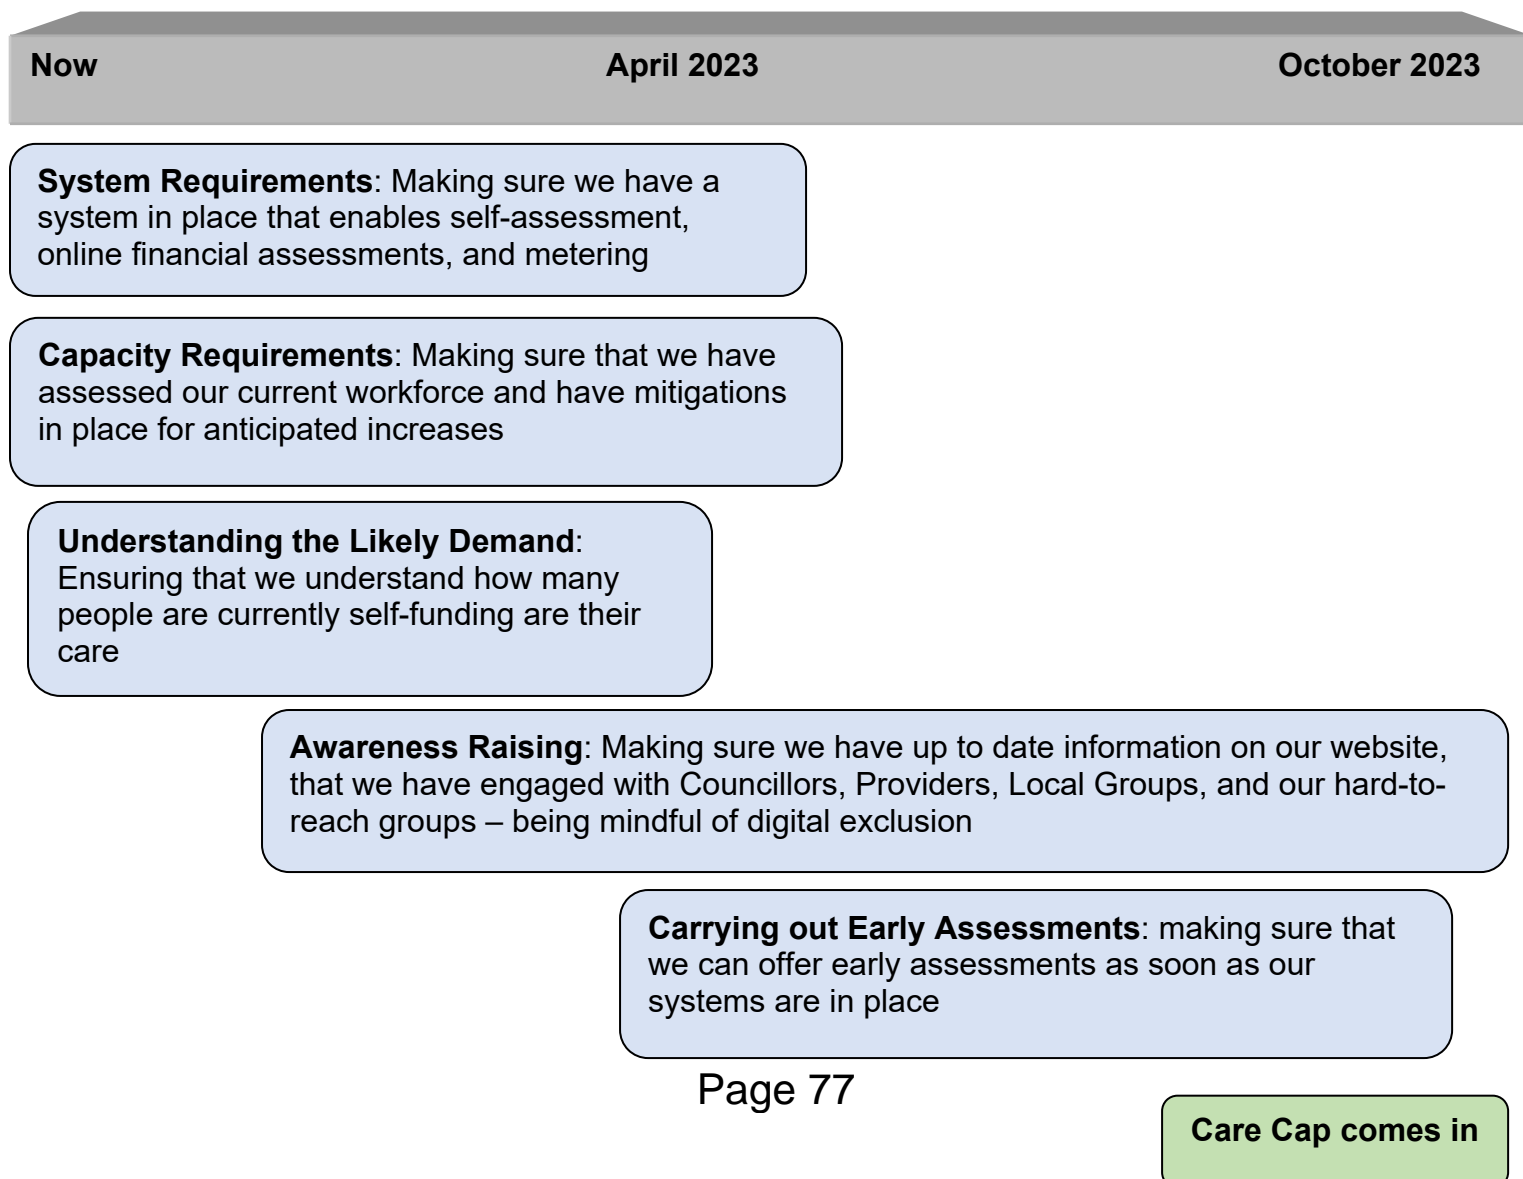 Now April 2023 October 2023
System Requirements: Making sure we have a
system in place that enables self-assessment,
online financial assessments, and metering
Capacity Requirements: Making sure that we have
assessed our current workforce and have mitigations
in place for anticipated increases
Understanding the Likely Demand:
Ensuring that we understand how many
people are currently self-funding are their
care
Awareness Raising: Making sure we have up to date information on our website,
that we have engaged with Councillors, Providers, Local Groups, and our hard-to-
reach groups – being mindful of digital exclusion
Carrying out Early Assessments: making sure that
we can offer early assessments as soon as our
systems are in place
Page 77
Care Cap comes in